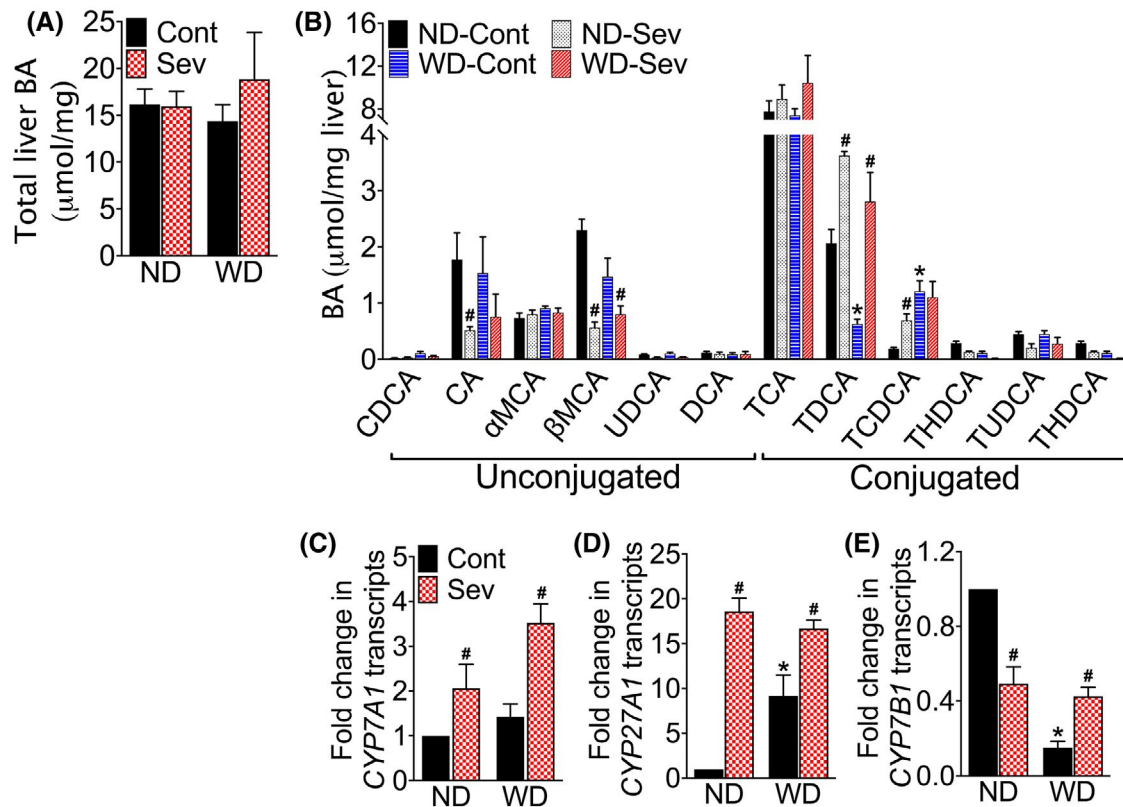 (A)
25
20
15
10
5
0
Total liver BA
(μmol/mg)
Cont
Sev
ND WD
(B)
16
12
8
4
3
2
1
0
BA (μmol/mg liver)
ND-Cont ND-Sev
WD-Cont WD-Sev
# # # # * # *  #
CDCA CA αMCA βMCA UDCA DCA TCA TDCA TCDCA THDCA TUDCA THDCA
Unconjugated Conjugated
(C)
Fold change in
CYP7A1 transcripts
5
4
3
2
1
0
Cont
Sev
# #
ND WD
(D)
Fold change in
CYP27A1 transcripts
25
20
15
10
5
0
# * #
ND WD
(E)
Fold change in
CYP7B1 transcripts
1.2
0.8
0.4
0.0
# * #
ND WD